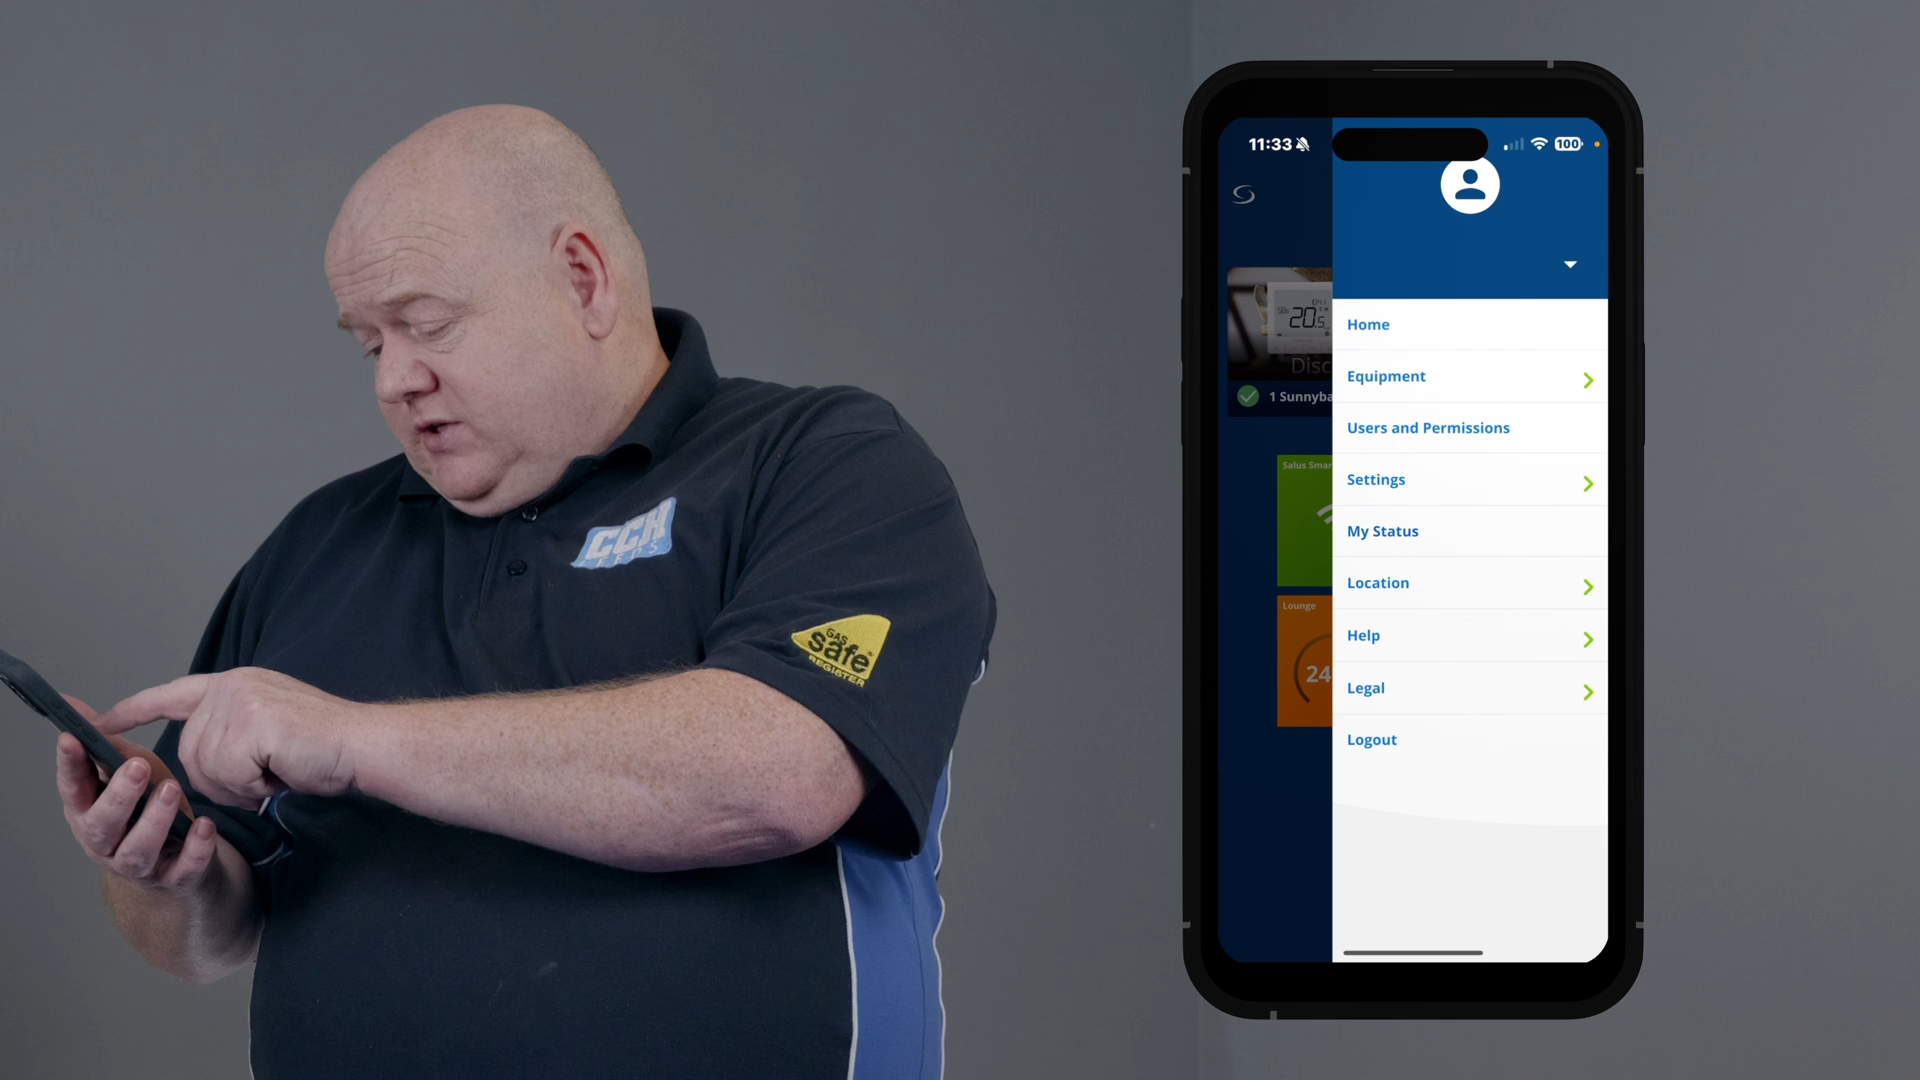 CCH
LEEDS
GAS
safe
REGISTER
11:33
100
20.5
Disc
1 Sunnyba
Salus Smar
Lounge
24
Home
Equipment
Users and Permissions
Settings
My Status
Location
Help
Legal
Logout